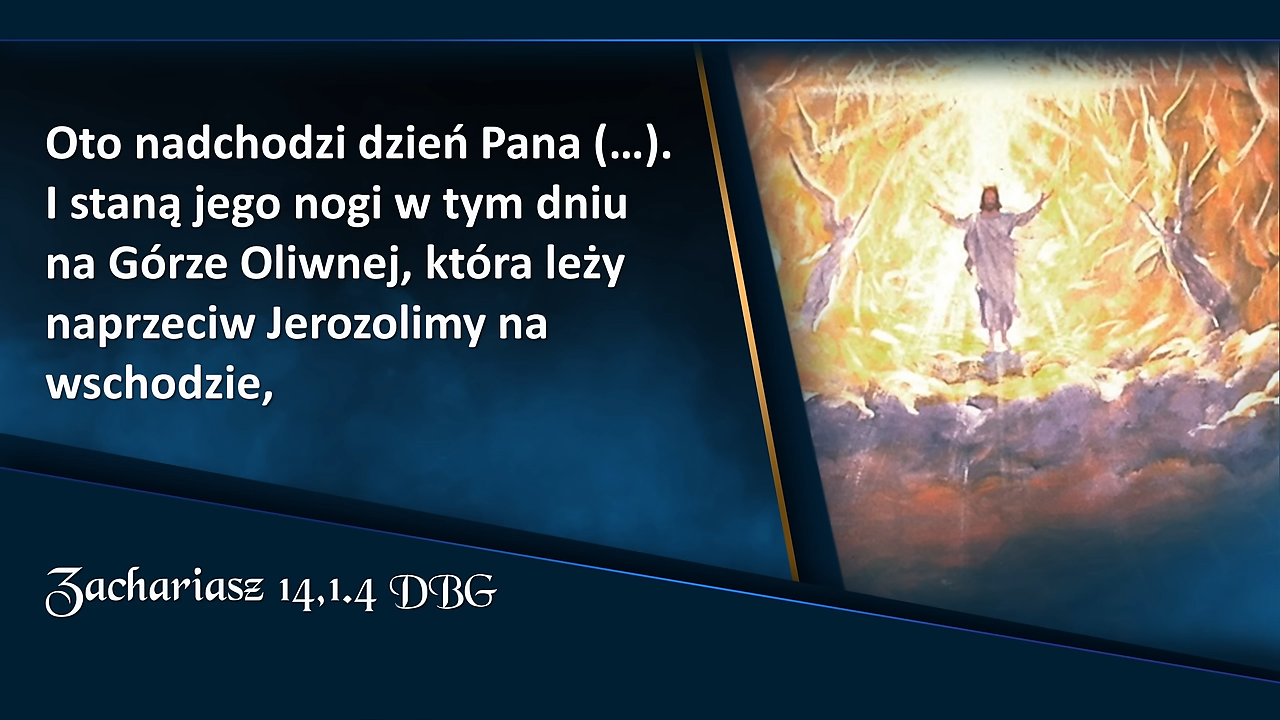 Oto nadchodzi dzień Pana (...).
I staną jego nogi w tym dniu
na Górze Oliwnej, która leży
naprzeciw Jerozolimy na
wschodzie,
Zachariasz 14,1.4 DBG